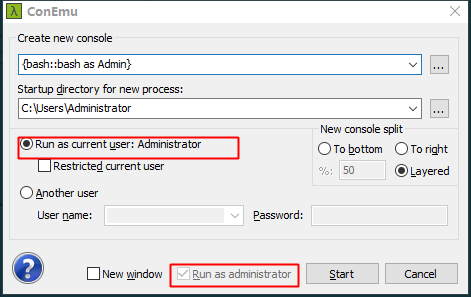 λ ConEmu
Create new console
{bash::bash as Admin}
...
Startup directory for new process:
C:\Users\Administrator
...
Run as current user: Administrator
Restricted current user
Another user
User name:
Password:
New console split
To bottom
To right
%: 50
Layered
?
New window
Run as administrator
Start
Cancel